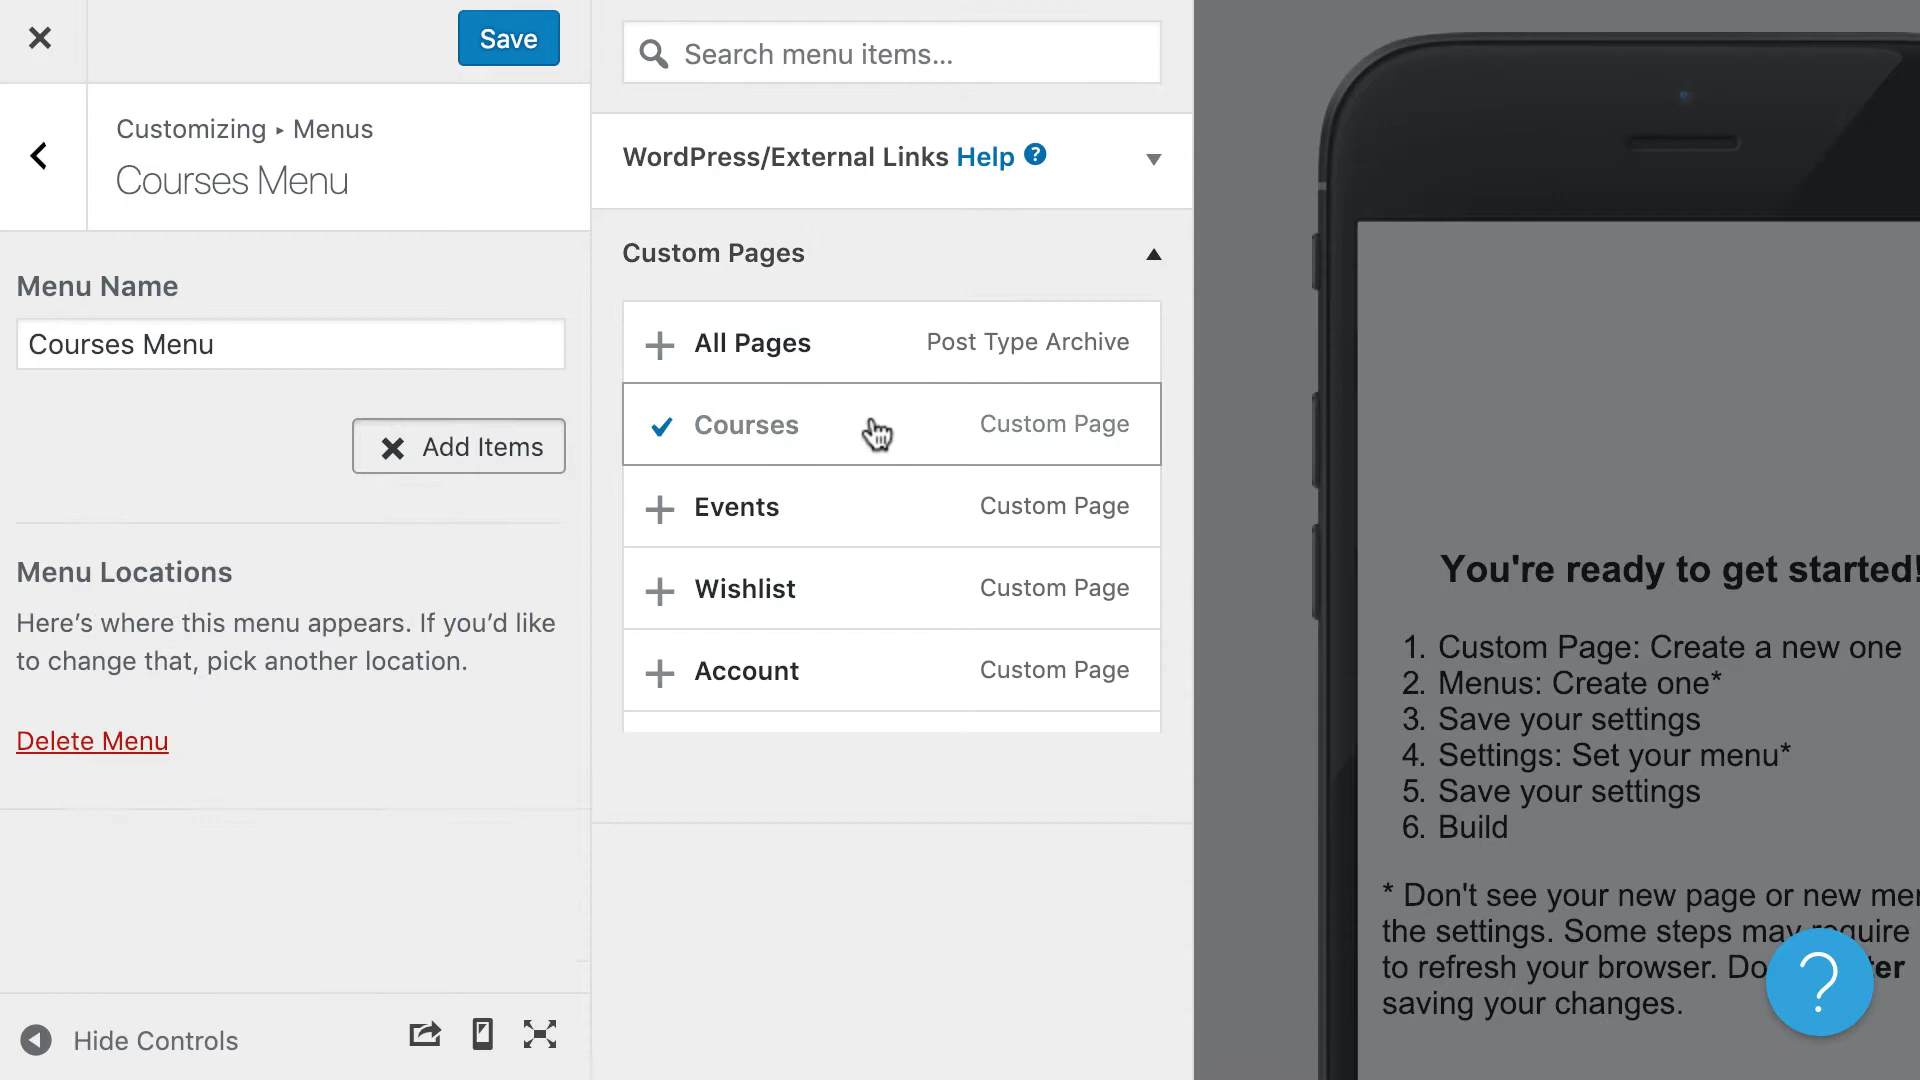 Save
Customizing ▸ Menus
Courses Menu
Menu Name
Courses Menu
Add Items
Menu Locations
Here’s where this menu appears. If you’d like
to change that, pick another location.
Delete Menu
Hide Controls
Search menu items...
WordPress/External Links Help ?
Custom Pages
All Pages Post Type Archive
Courses Custom Page
Events Custom Page
Wishlist Custom Page
Account Custom Page
You're ready to get started!
1. Custom Page: Create a new one
2. Menus: Create one*
3. Save your settings
4. Settings: Set your menu*
5. Save your settings
6. Build
* Don't see your new page or new
the settings. Some steps may require
to refresh your browser.
saving your changes.
?